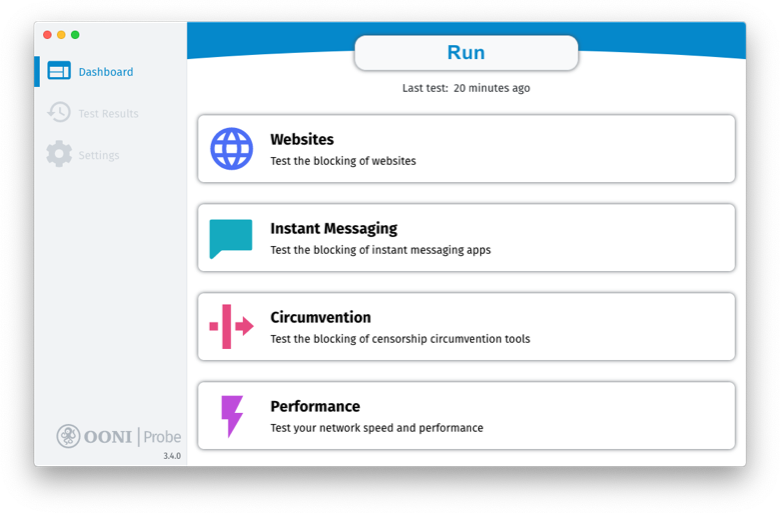 Run
Last test: 20 minutes ago
Dashboard
Test Results
Settings
Websites
Test the blocking of websites
Instant Messaging
Test the blocking of instant messaging apps
Circumvention
Test the blocking of censorship circumvention tools
Performance
Test your network speed and performance
OONI | Probe
3.4.0